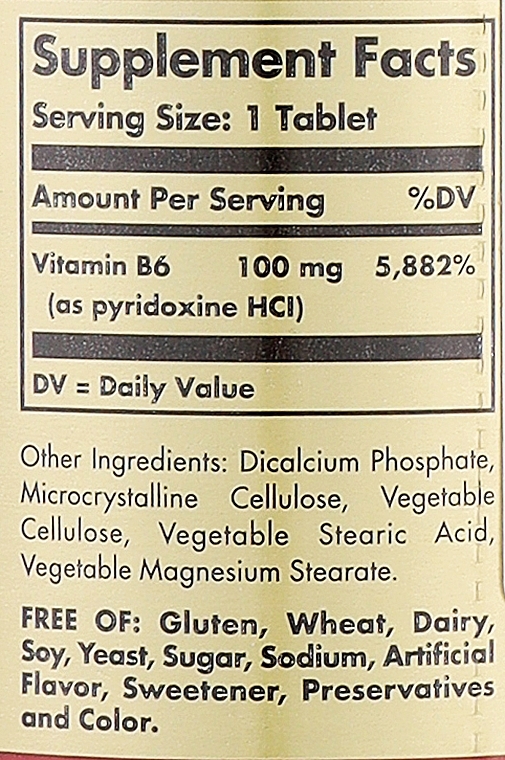 Supplement Facts
Serving Size: 1 Tablet
Amount Per Serving %DV
Vitamin B6 100 mg 5,882%
(as pyridoxine HCl)
DV = Daily Value
Other Ingredients: Dicalcium Phosphate,
Microcrystalline Cellulose, Vegetable
Cellulose, Vegetable Stearic Acid,
Vegetable Magnesium Stearate.
FREE OF: Gluten, Wheat, Dairy,
Soy, Yeast, Sugar, Sodium, Artificial
Flavor, Sweetener, Preservatives
and Color.